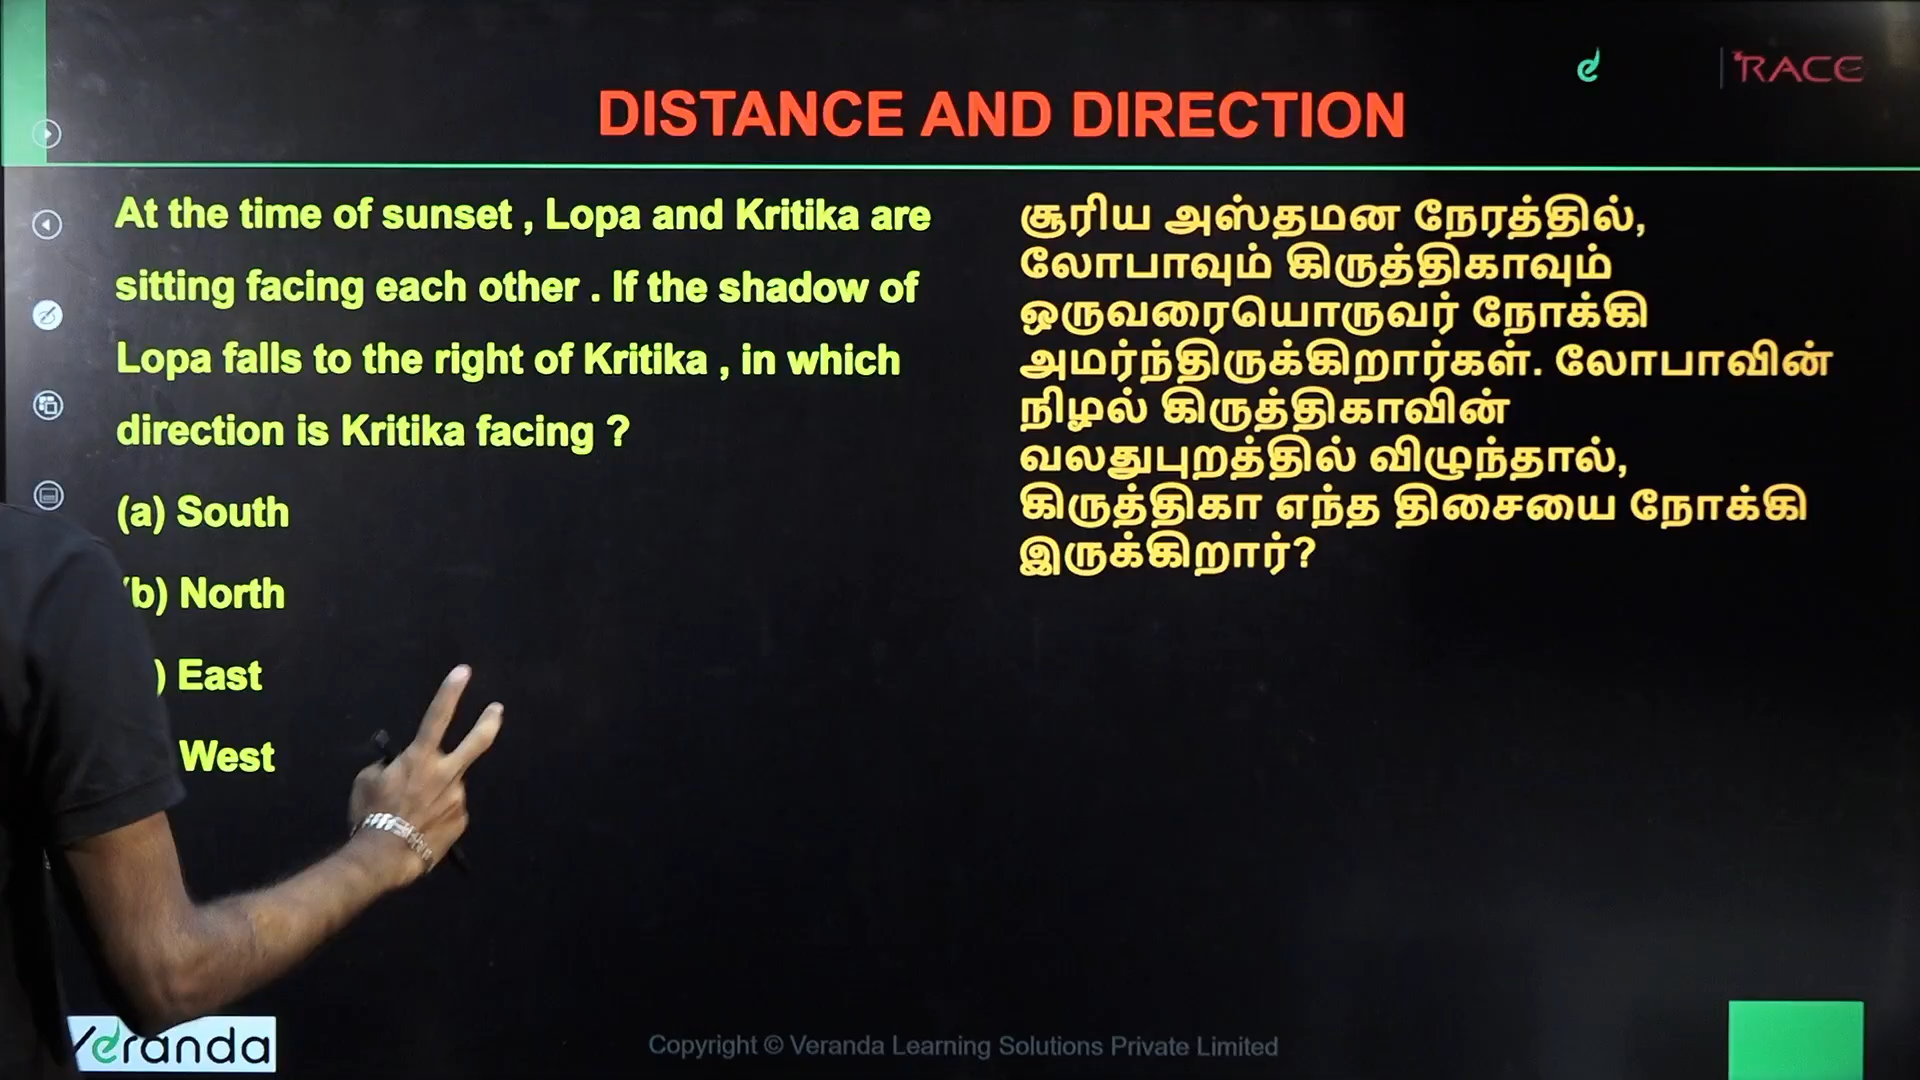 RACE
DISTANCE AND DIRECTION
At the time of sunset , Lopa and Kritika are
sitting facing each other . If the shadow of
Lopa falls to the right of Kritika , in which
direction is Kritika facing ?
(a) South
(b) North
) East
West
சூரிய அஸ்தமன நேரத்தில்,
லோபாவும் கிருத்திகாவும்
ஒருவரையொருவர் நோக்கி
அமர்ந்திருக்கிறார்கள். லோபாவின்
நிழல் கிருத்திகாவின்
வலதுபுறத்தில் விழுந்தால்,
கிருத்திகா எந்த திசையை நோக்கி
இருக்கிறார்?
Veranda
Copyright © Veranda Learning Solutions Private Limited